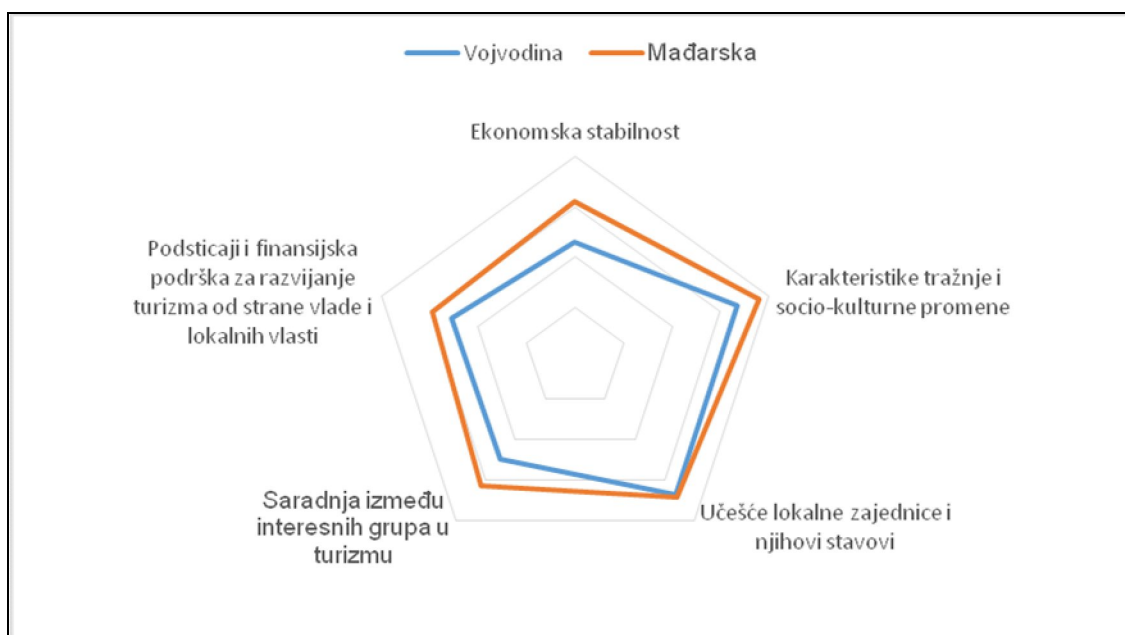 Vojvodina
Mađarska
Ekonomska stabilnost
Karakteristike tražnje i
socio-kulturne promene
Učešće lokalne zajednice i
njihovi stavovi
Saradnja između
interesnih grupa u
turizmu
Podsticaji i finansijska
podrška za razvijanje
turizma od strane vlade i
lokalnih vlasti